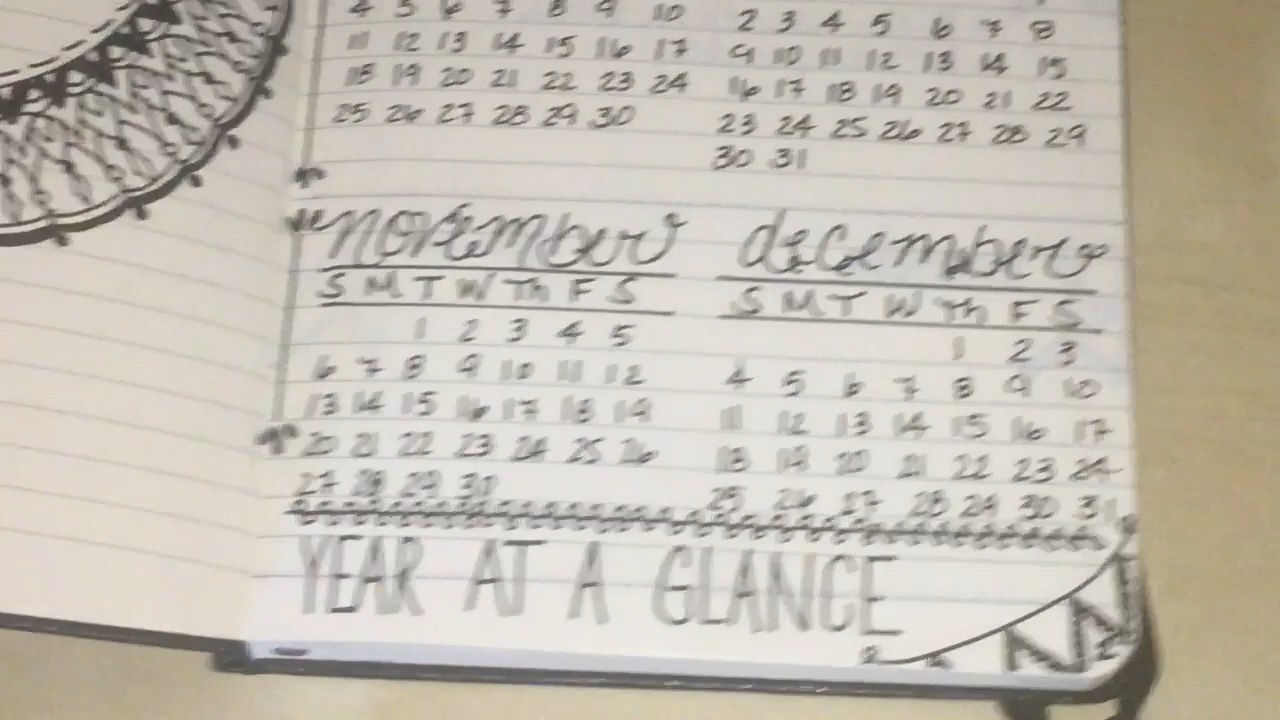 4 5 6 7 8 9 10
11 12 13 14 15 16 17
18 19 20 21 22 23 24
25 26 27 28 29 30
2 3 4 5 6 7 8
9 10 11 12 13 14 15
16 17 18 19 20 21 22
23 24 25 26 27 28 29
30 31
november
S M T W Th F S
1 2 3 4 5
6 7 8 9 10 11 12
13 14 15 16 17 18 19
20 21 22 23 24 25 26
27 28 29 30
december
S M T W Th F S
1 2 3
4 5 6 7 8 9 10
11 12 13 14 15 16 17
18 19 20 21 22 23 24
25 26 27 28 29 30 31
YEAR AT A GLANCE